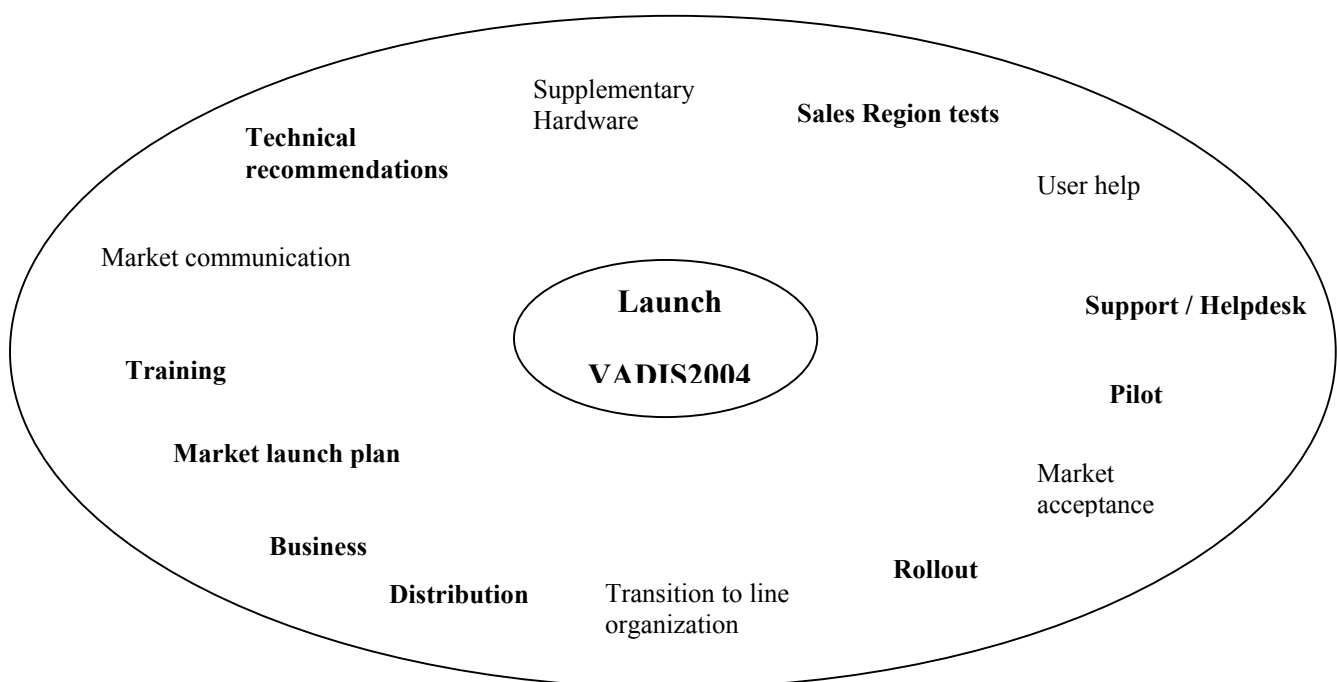 Supplementary
Hardware
Sales Region tests
Technical
recommendations
User help
Market communication
Launch
VADIS2004
Support / Helpdesk
Training
Pilot
Market launch plan
Market
acceptance
Business
Rollout
Distribution
Transition to line
organization